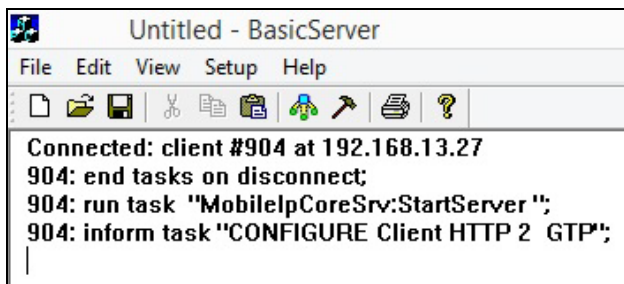 Untitled - BasicServer
File Edit View Setup Help
Connected: client #904 at 192.168.13.27
904: end tasks on disconnect;
904: run task "MobileIpCoreSrv:StartServer";
904: inform task "CONFIGURE Client HTTP 2 GTP";